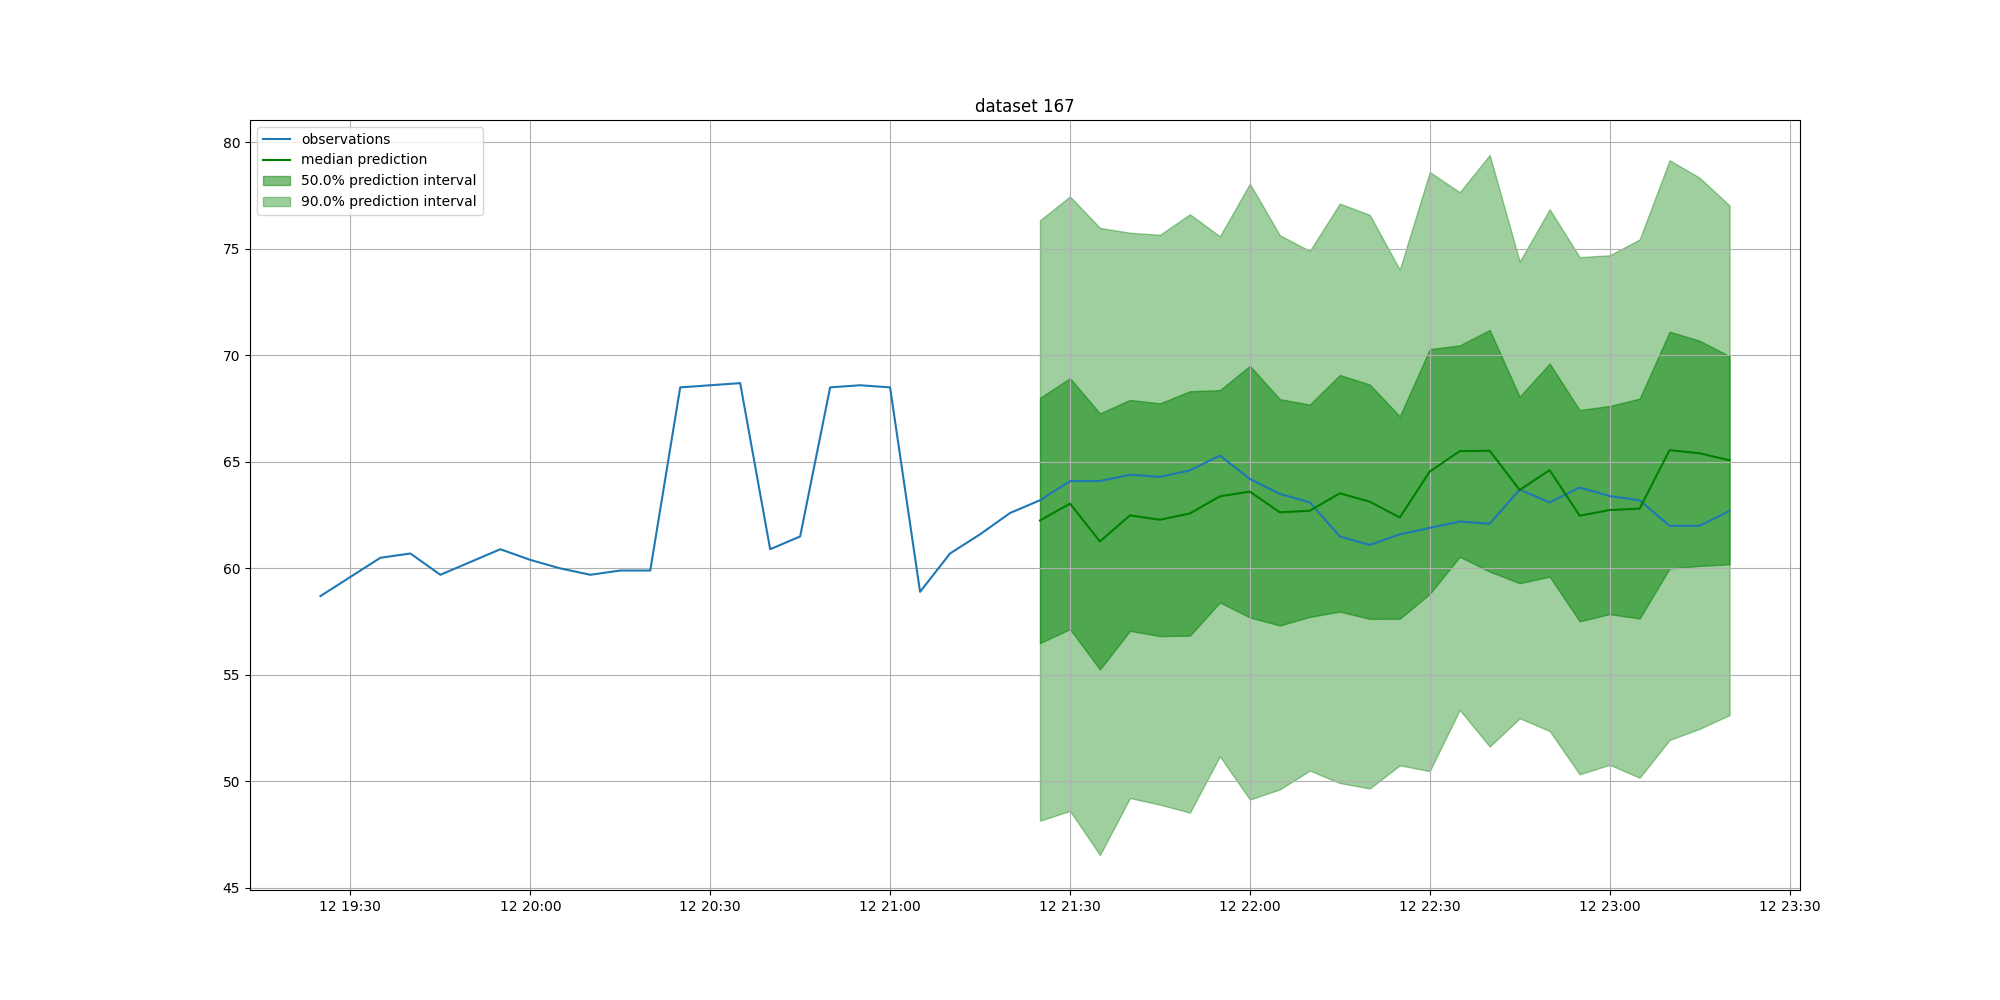 dataset 167
observations
median prediction
50.0% prediction interval
90.0% prediction interval
80
75
70
65
60
55
50
45
12 19:30 12 20:00 12 20:30 12 21:00 12 21:30 12 22:00 12 22:30 12 23:00 12 23:30